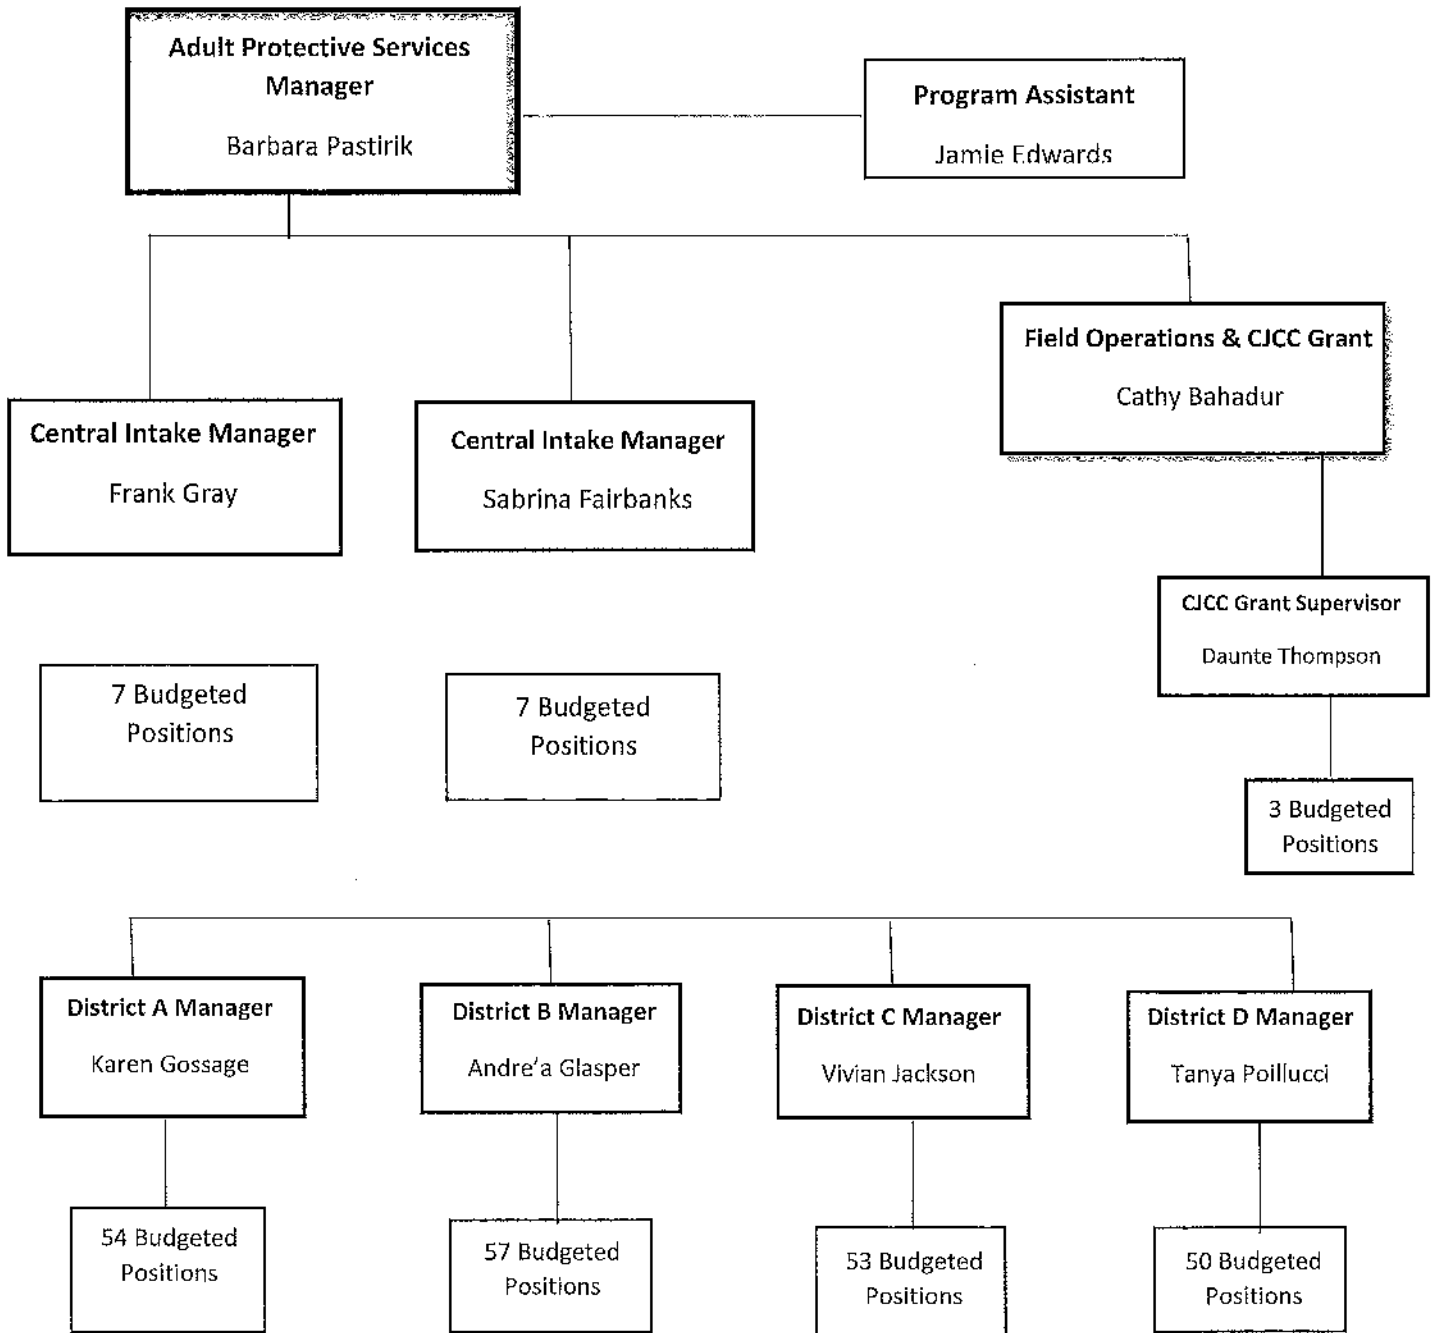 Adult Protective Services
Manager
Barbara Pastirik
Program Assistant
Jamie Edwards
Field Operations & CJCC Grant
Cathy Bahadur
Central Intake Manager
Frank Gray
Central Intake Manager
Sabrina Fairbanks
CJCC Grant Supervisor
Daunte Thompson
7 Budgeted
Positions
7 Budgeted
Positions
3 Budgeted
Positions
District A Manager
Karen Gossage
District B Manager
Andre’a Glasper
District C Manager
Vivian Jackson
District D Manager
Tanya Poillucci
54 Budgeted
Positions
57 Budgeted
Positions
53 Budgeted
Positions
50 Budgeted
Positions